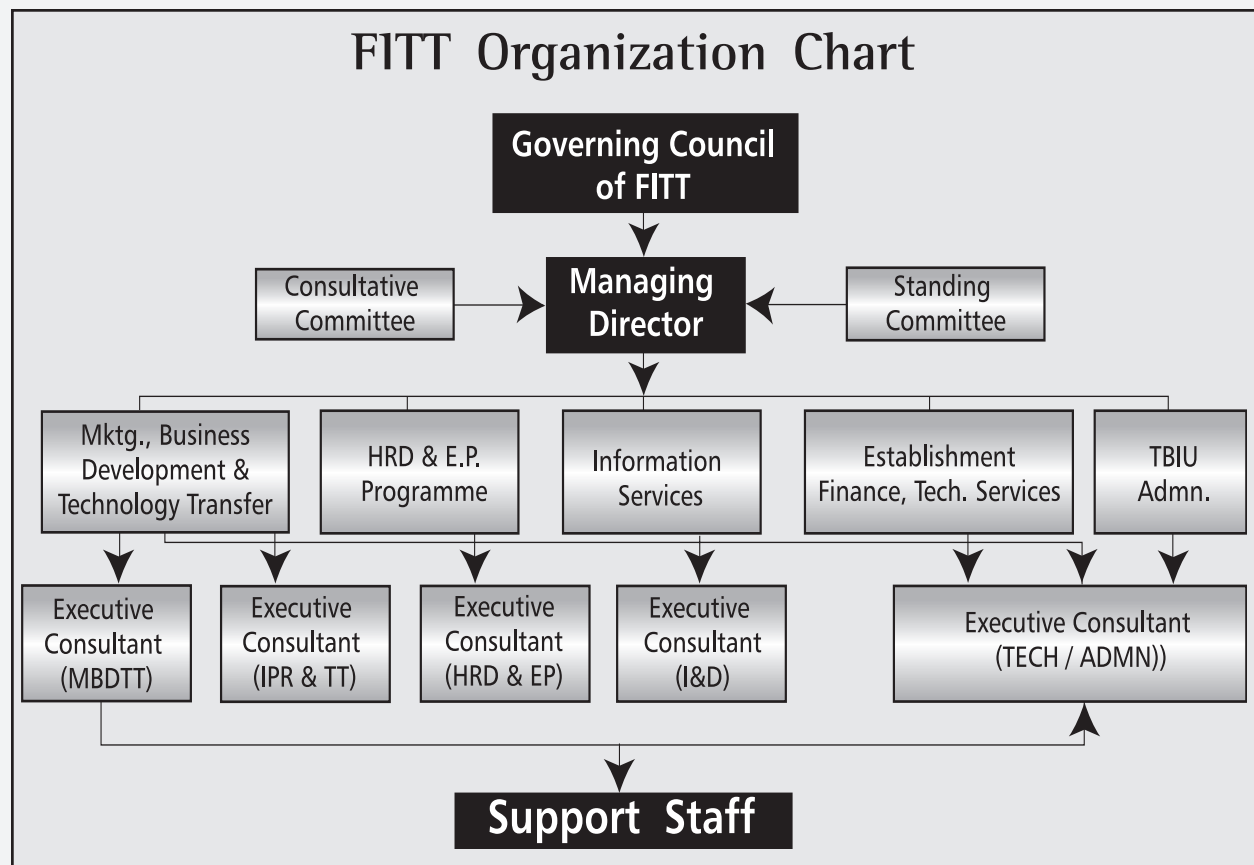 FITT Organization Chart
Governing Council
of FITT
Consultative
Committee
Managing
Director
Standing
Committee
Mktg., Business
Development &
Technology Transfer
HRD & E.P.
Programme
Information
Services
Establishment
Finance, Tech. Services
TBIU
Admn.
Executive
Consultant
(MBDTT)
Executive
Consultant
(IPR & TT)
Executive
Consultant
(HRD & EP)
Executive
Consultant
(I&D)
Executive Consultant
(TECH / ADMN))
Support Staff